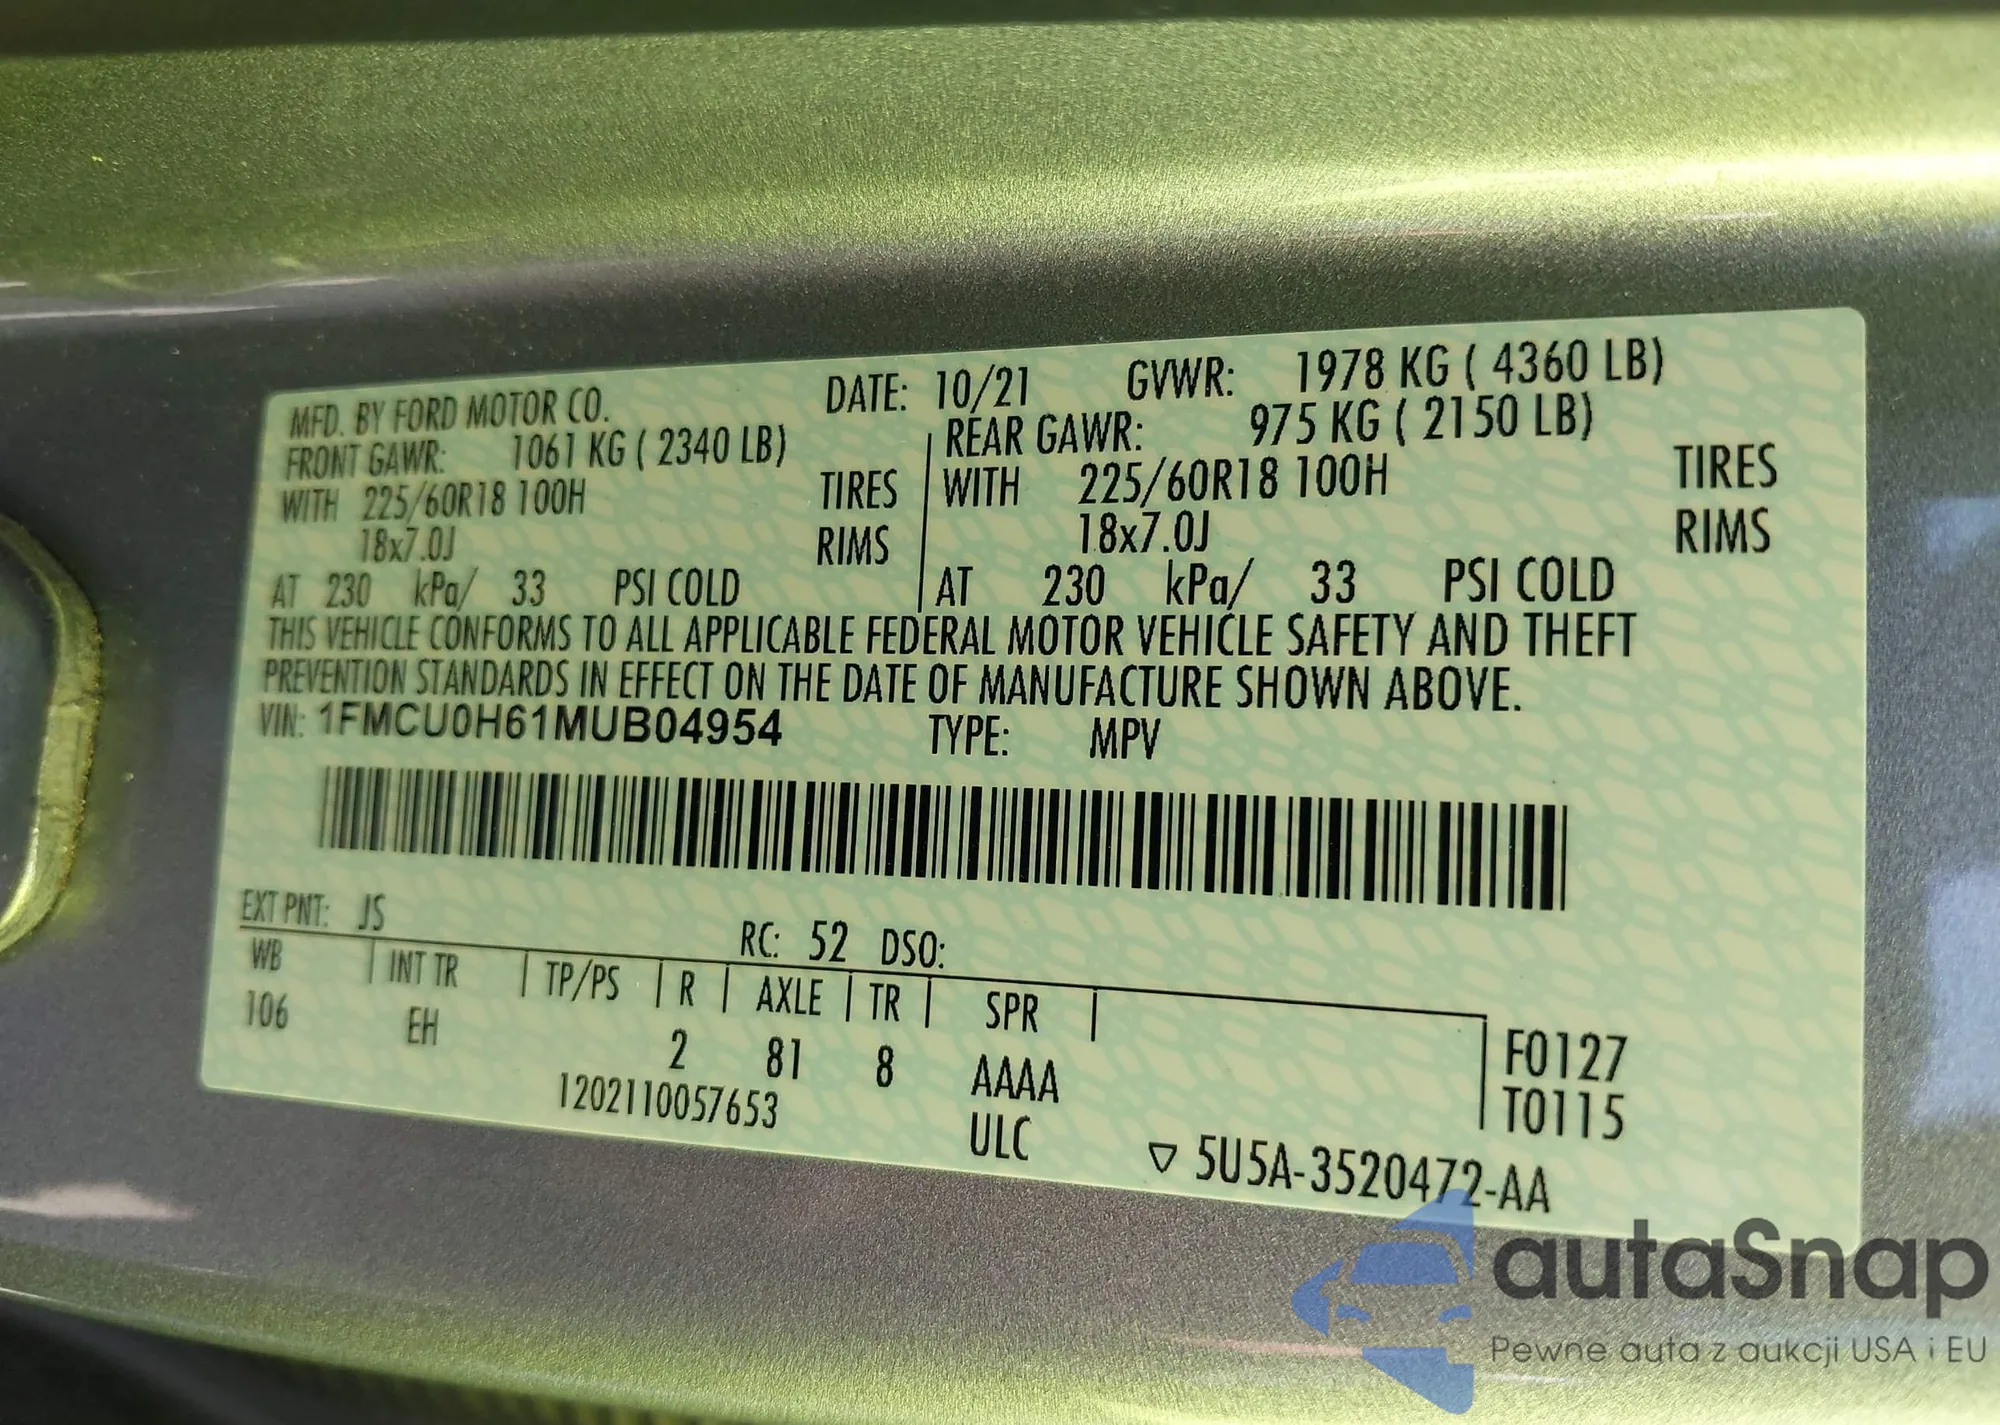 MFD. BY FORD MOTOR CO. DATE: 10/21 GVWR: 1978 KG ( 4360 LB)
FRONT GAWR: 1061 KG ( 2340 LB) REAR GAWR: 975 KG ( 2150 LB)
WITH 225/60R18 100H TIRES WITH 225/60R18 100H TIRES
18x7.0J RIMS 18x7.0J RIMS
AT 230 kPa/ 33 PSI COLD AT 230 kPa/ 33 PSI COLD
THIS VEHICLE CONFORMS TO ALL APPLICABLE FEDERAL MOTOR VEHICLE SAFETY AND THEFT
PREVENTION STANDARDS IN EFFECT ON THE DATE OF MANUFACTURE SHOWN ABOVE.
VIN: 1FMCU0H61MUB04954 TYPE: MPV
EXT PNT: JS RC: 52 DSO:
WB INT TR TP/PS R AXLE TR SPR
106 EH 2 81 8 AAAA F0127
1202110057653 ULC T0115
▽ 5U5A-3520472-AA
autaSnap
Pewne auta z aukcji USA i EU